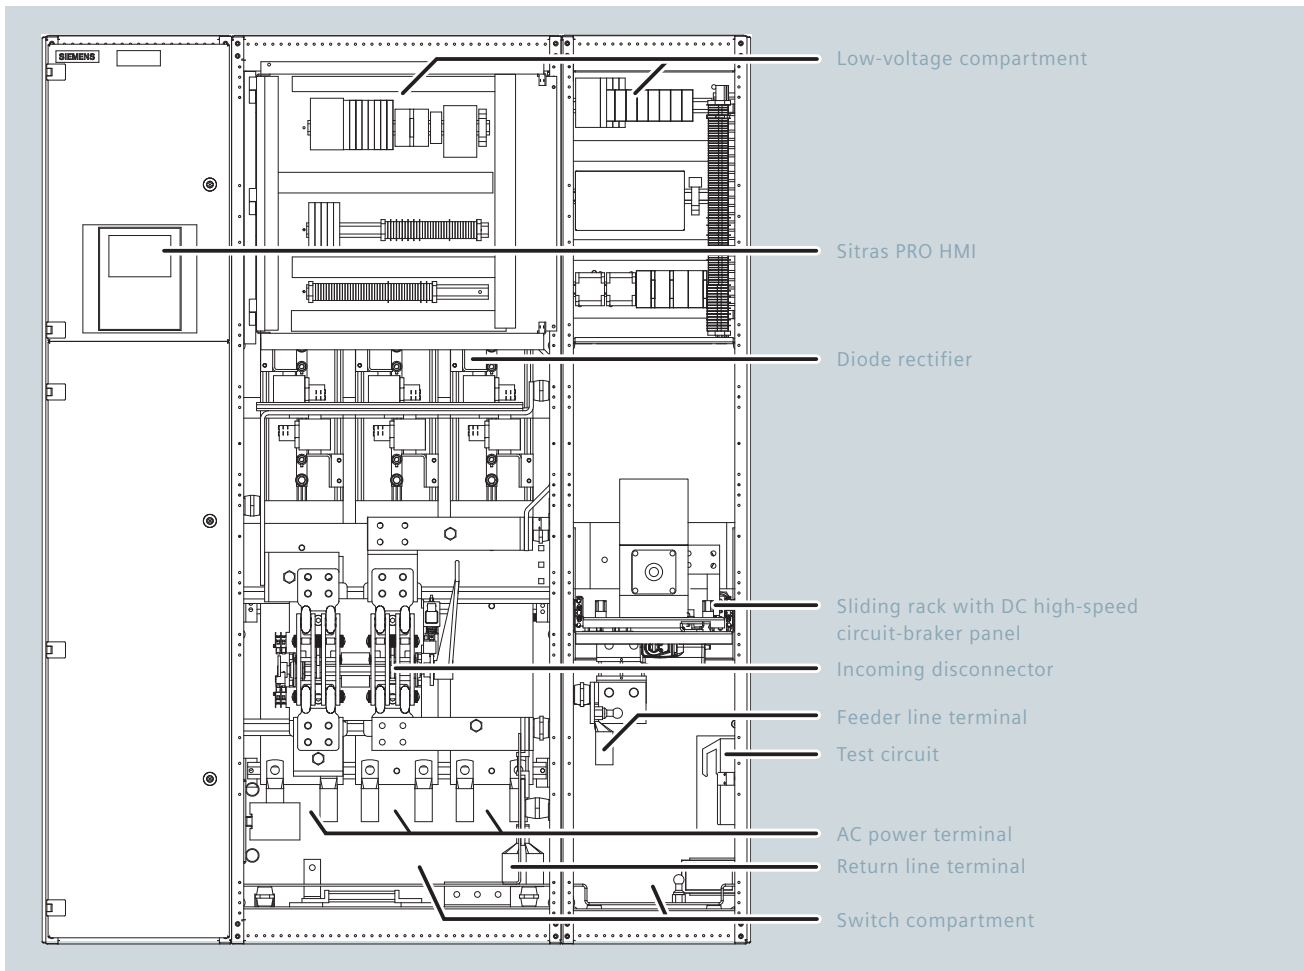 SIEMENS
Low-voltage compartment
Sitras PRO HMI
Diode rectifier
Sliding rack with DC high-speed
circuit-braker panel
Incoming disconnector
Feeder line terminal
Test circuit
AC power terminal
Return line terminal
Switch compartment